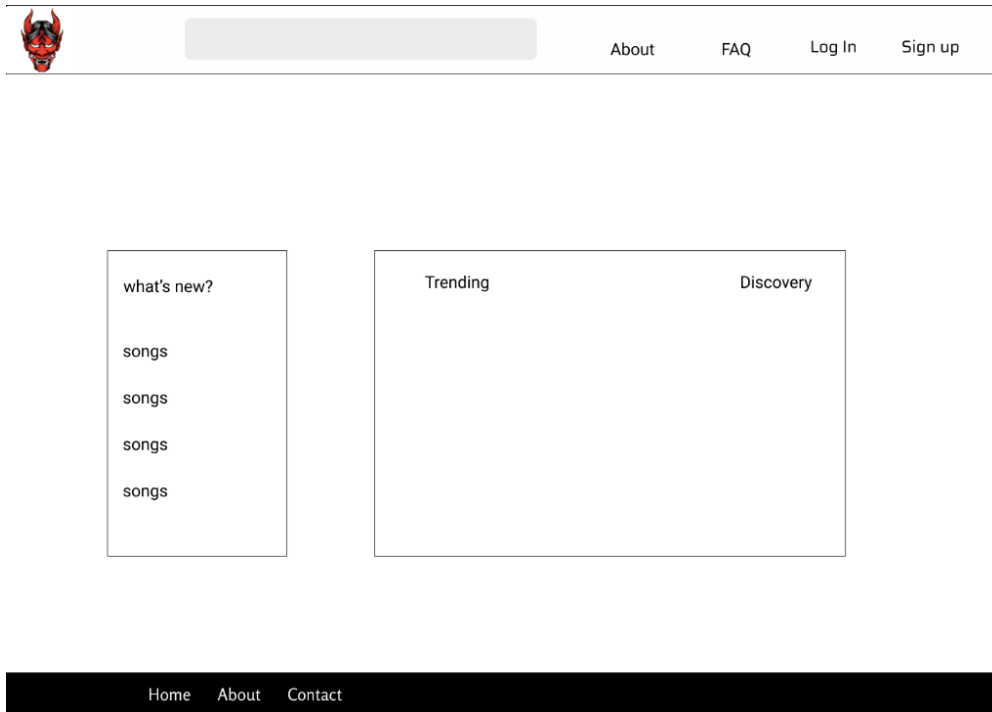 About FAQ Log In Sign up
what's new?
songs
songs
songs
songs
Trending Discovery
Home About Contact